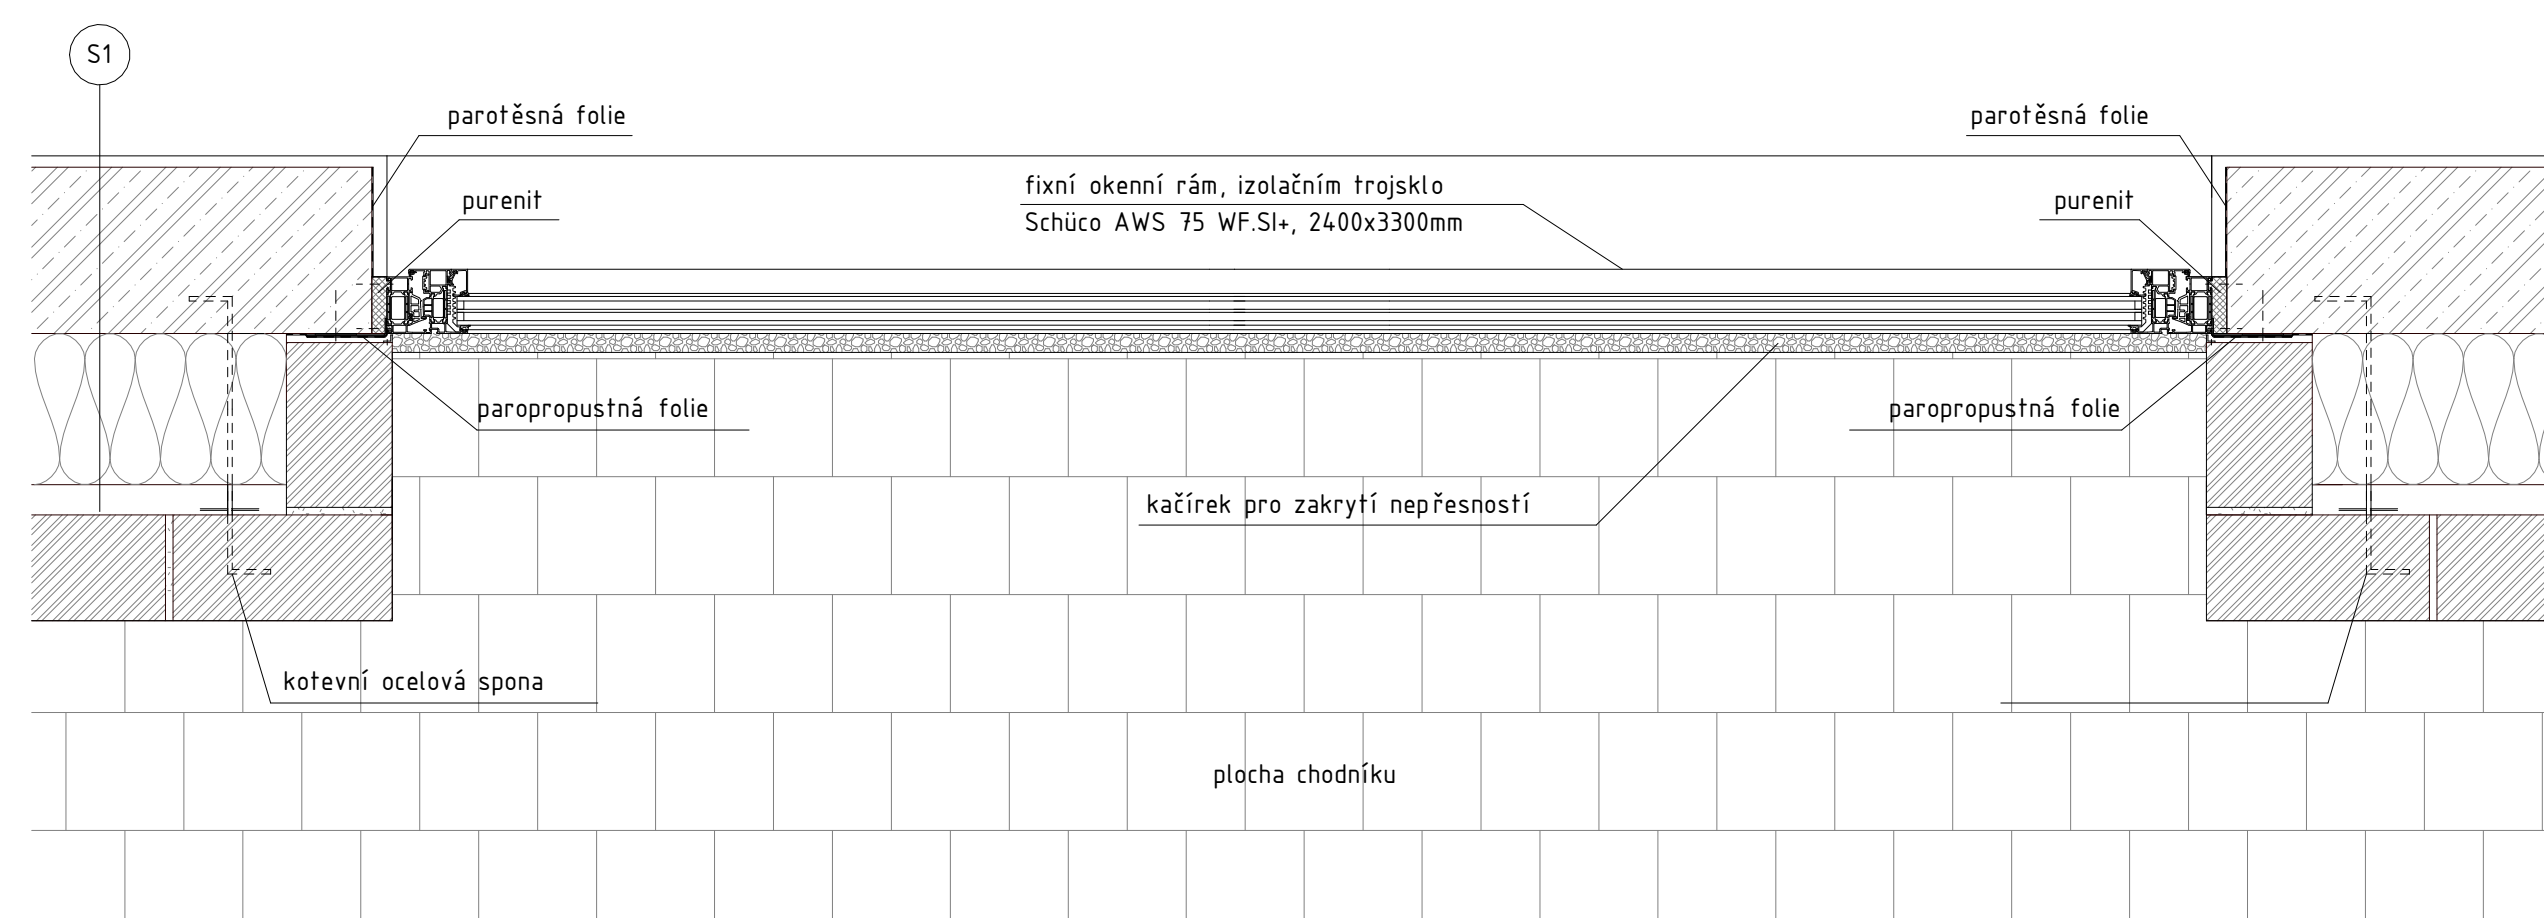 S1
parotěsná folie
parotěsná folie
purenit
fixní okenní rám, izolačním trojsklo
Schüco AWS 75 WF.SI+, 2400x3300mm
purenit
paropropustná folie
paropropustná folie
kačírek pro zakrytí nepřesností
kotevní ocelová spona
plocha chodníku